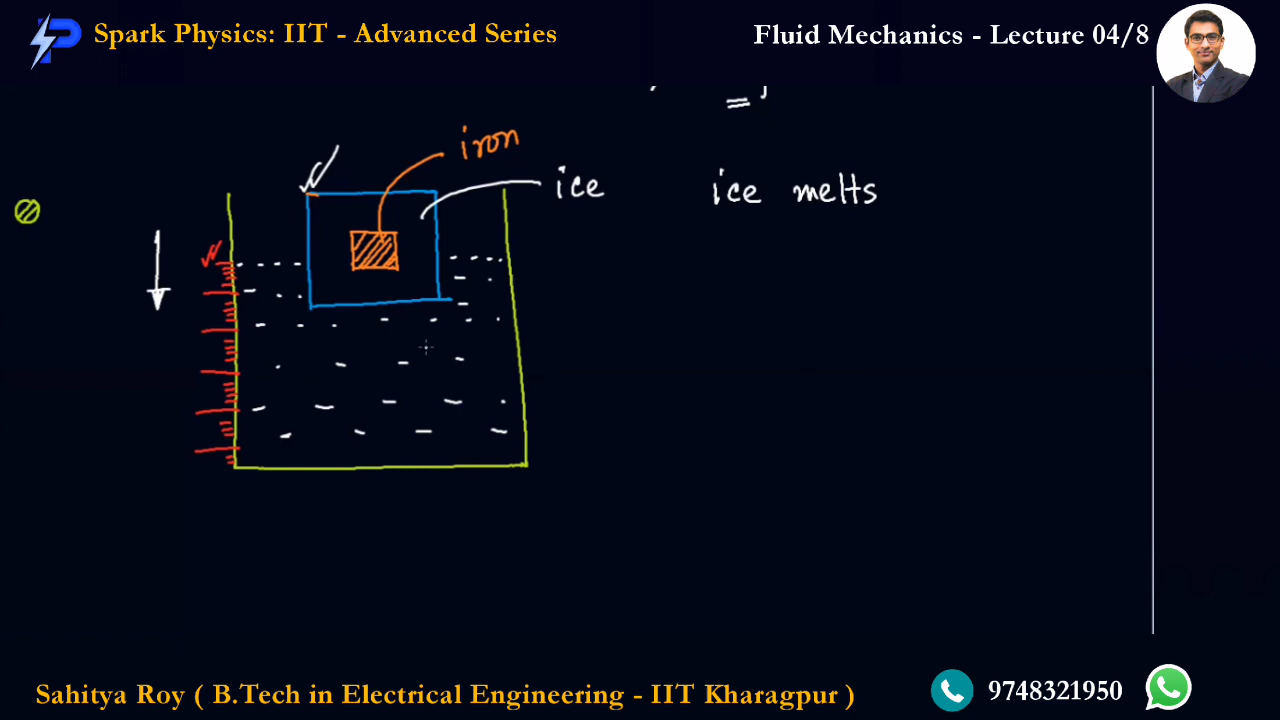 Spark Physics: IIT - Advanced Series
Fluid Mechanics - Lecture 04/8
iron
ice
ice melts
Sahitya Roy ( B.Tech in Electrical Engineering - IIT Kharagpur )
9748321950